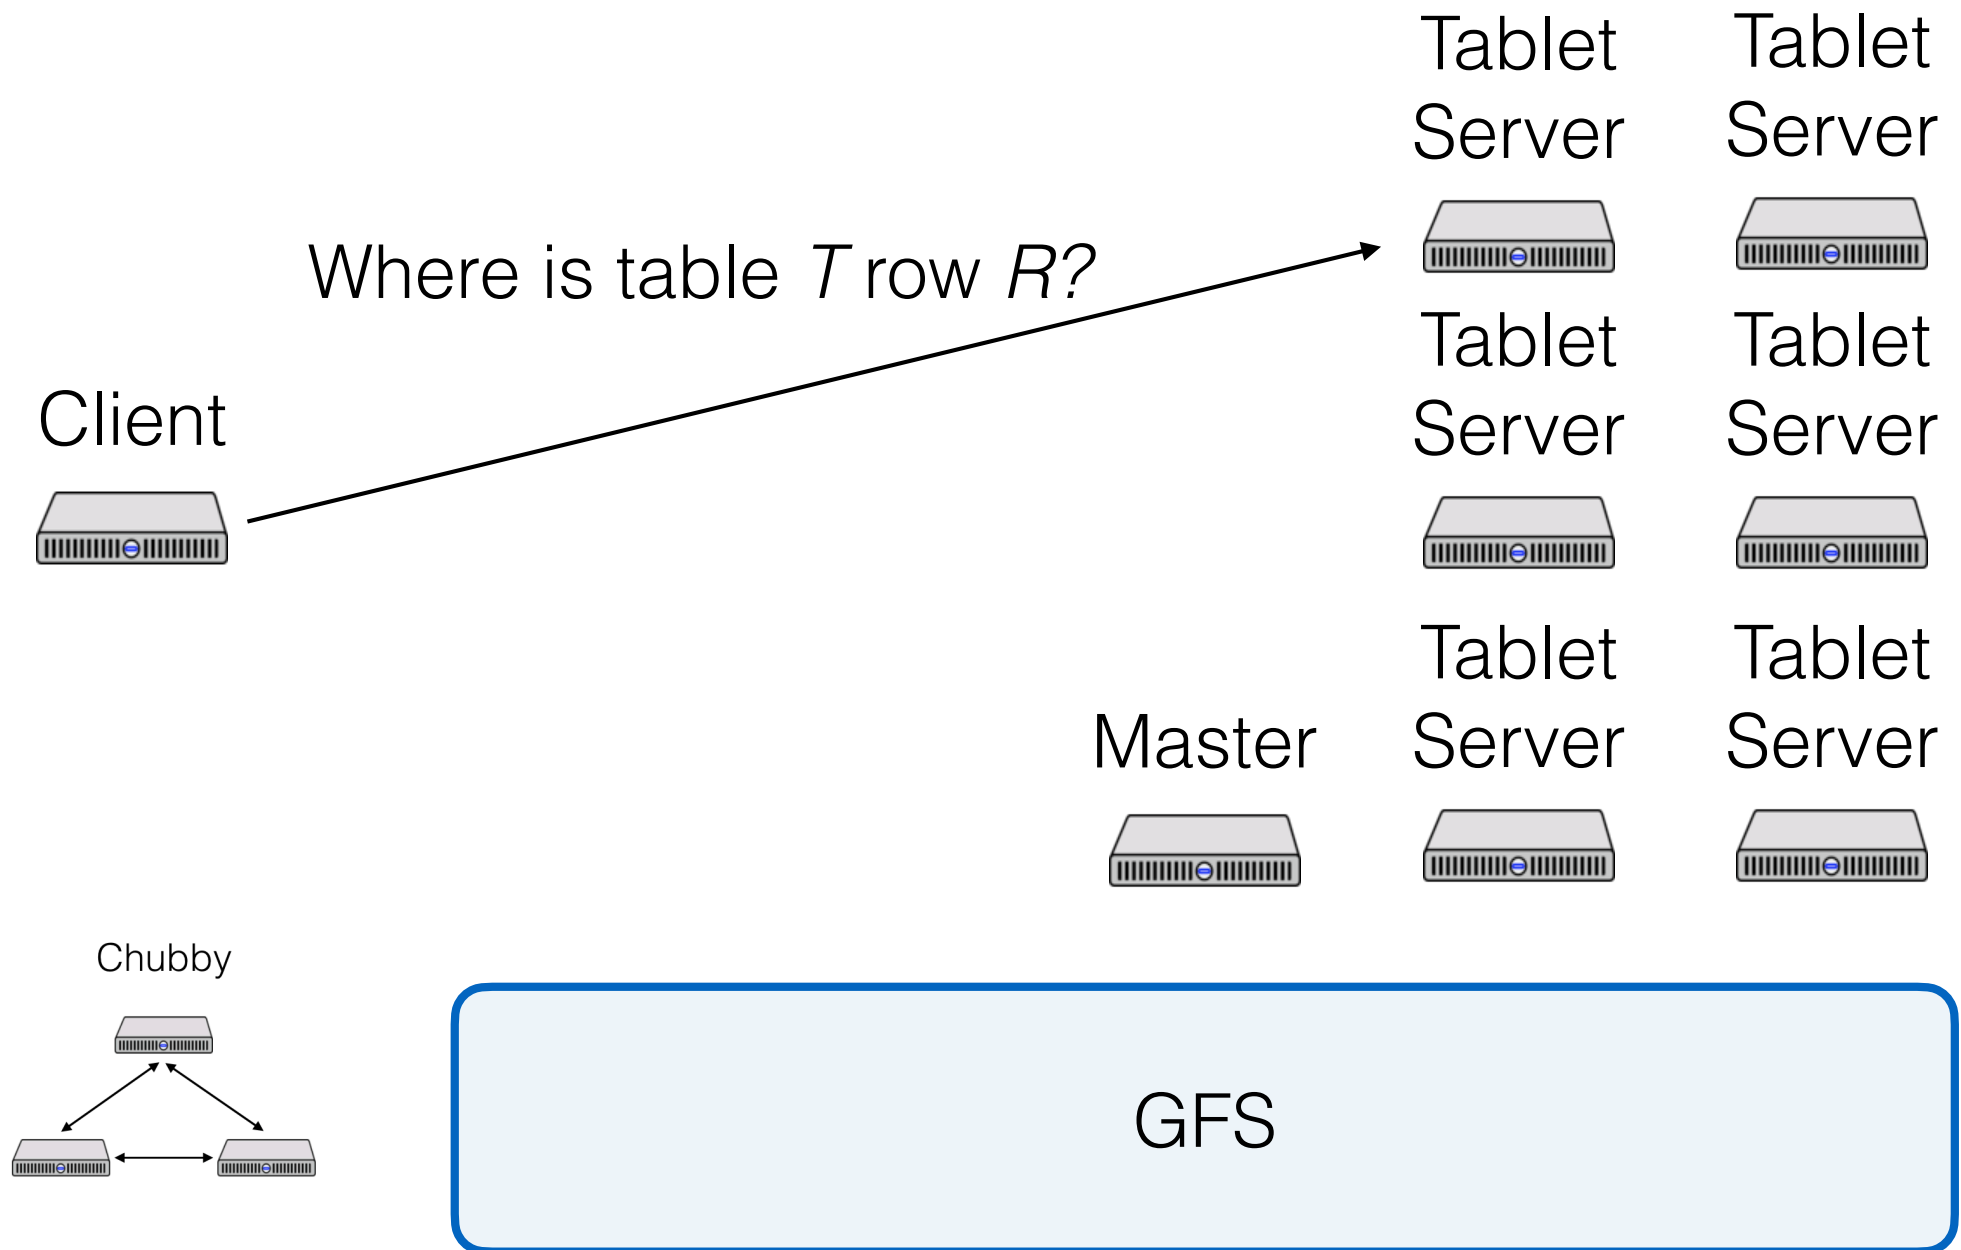 Tablet
Server
Tablet
Server
Where is table T row R?
Client
Tablet
Server
Tablet
Server
Master
Tablet
Server
Tablet
Server
Chubby
GFS